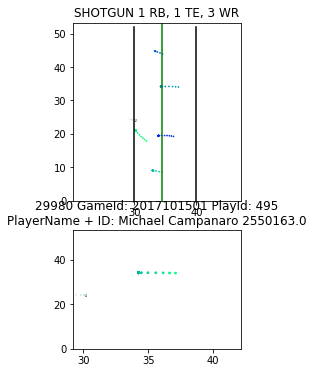 SHOTGUN 1 RB, 1 TE, 3 WR
50
40
30
20
10
0
30 40
29980 GameId: 2017101501 PlayId: 495
PlayerName + ID: Michael Campanaro 2550163.0
40
20
0
30 35 40